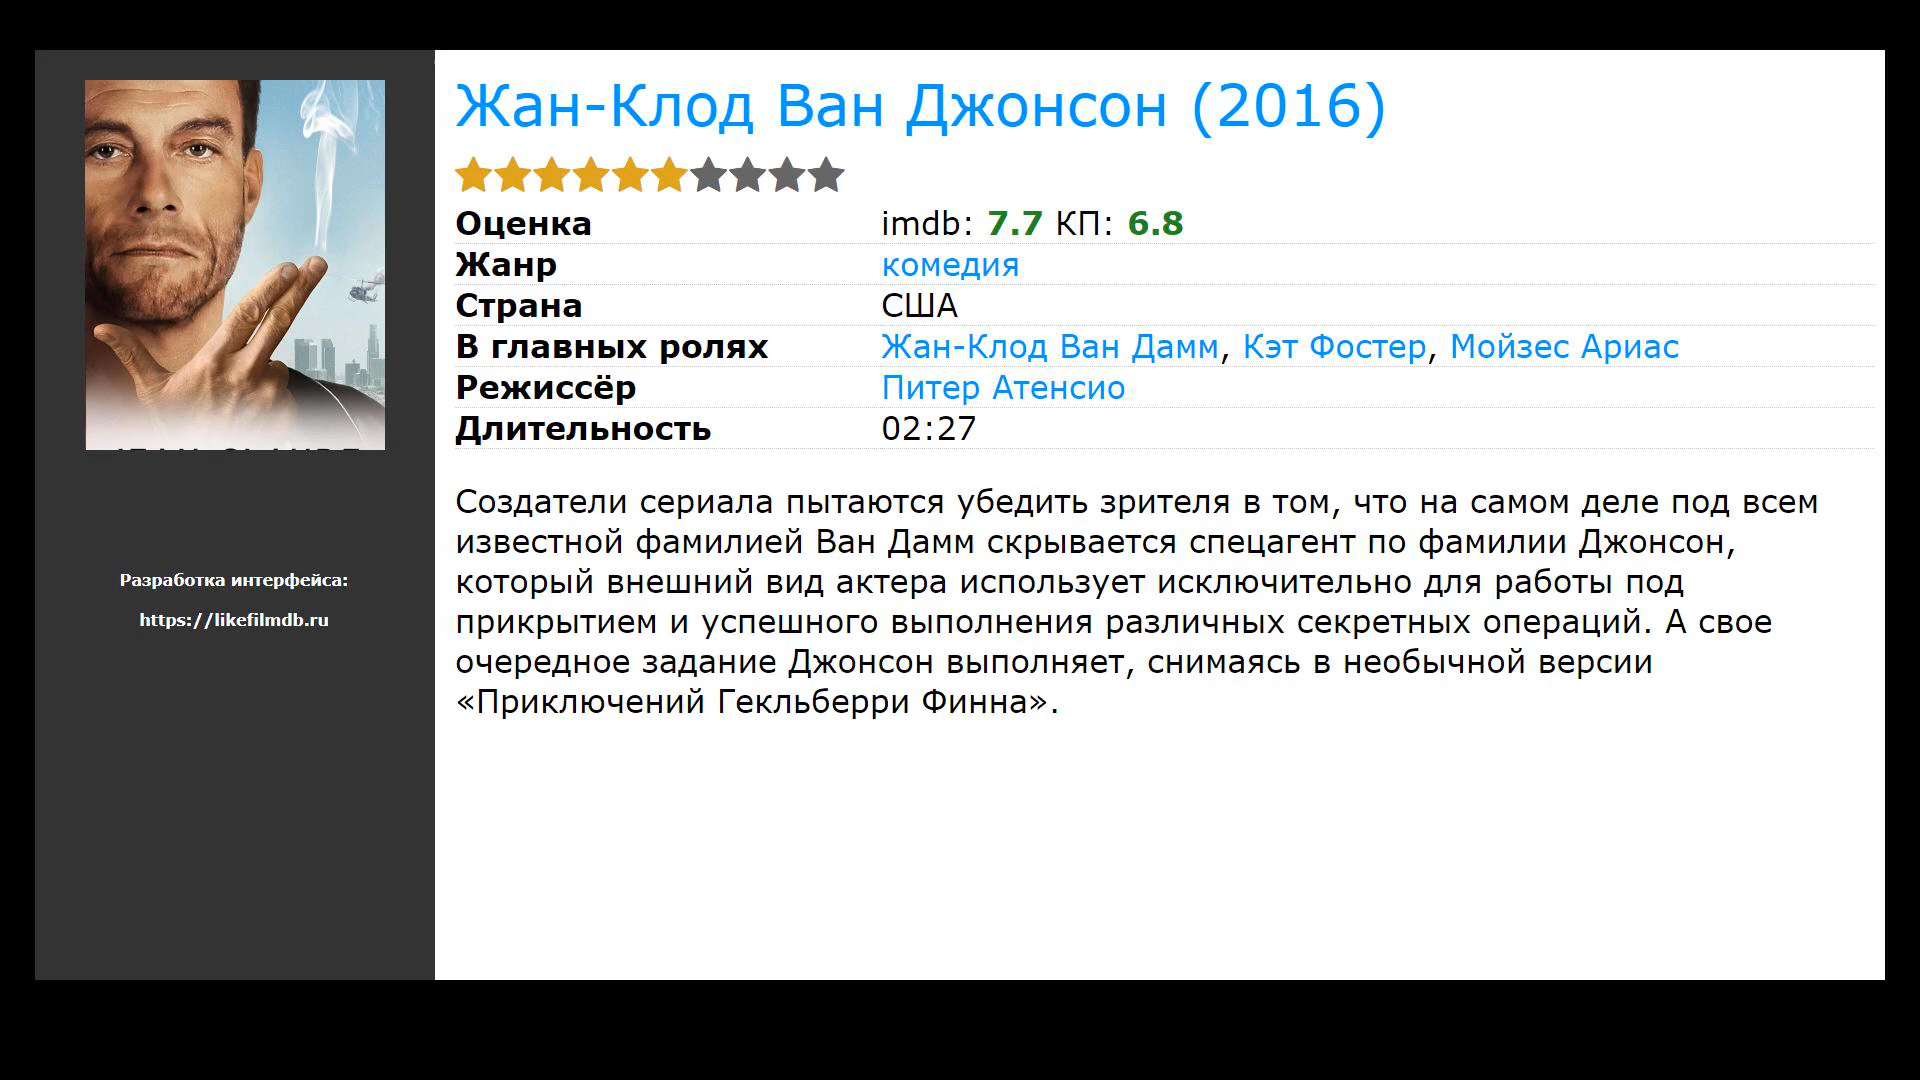 Жан-Клод Ван Джонсон (2016)
Оценка imdb: 7.7 КП: 6.8
Жанр комедия
Страна США
В главных ролях Жан-Клод Ван Дамм, Кэт Фостер, Мойзес Ариас
Режиссёр Питер Атенсио
Длительность 02:27
Создатели сериала пытаются убедить зрителя в том, что на самом деле под всем
известной фамилией Ван Дамм скрывается спецагент по фамилии Джонсон,
который внешний вид актера использует исключительно для работы под
прикрытием и успешного выполнения различных секретных операций. А свое
очередное задание Джонсон выполняет, снимаясь в необычной версии
«Приключений Гекльберри Финна».
Разработка интерфейса:
https://likefilmdb.ru